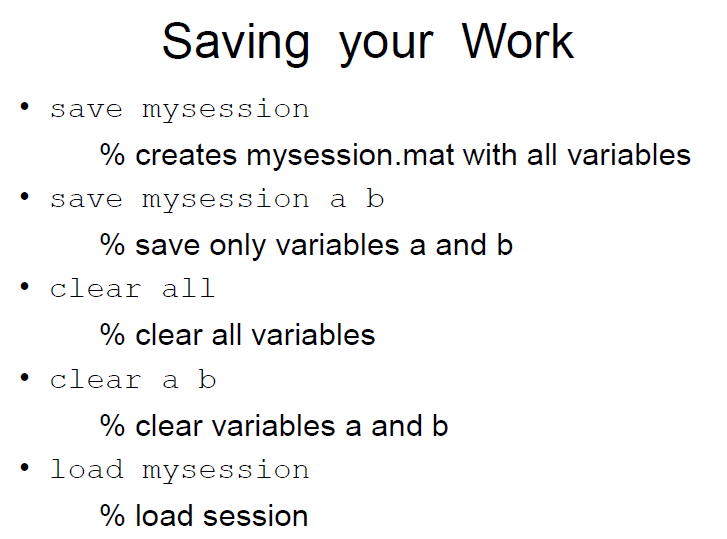 Saving your Work
• save mysession
% creates mysession.mat with all variables
• save mysession a b
% save only variables a and b
• clear all
% clear all variables
• clear a b
% clear variables a and b
• load mysession
% load session